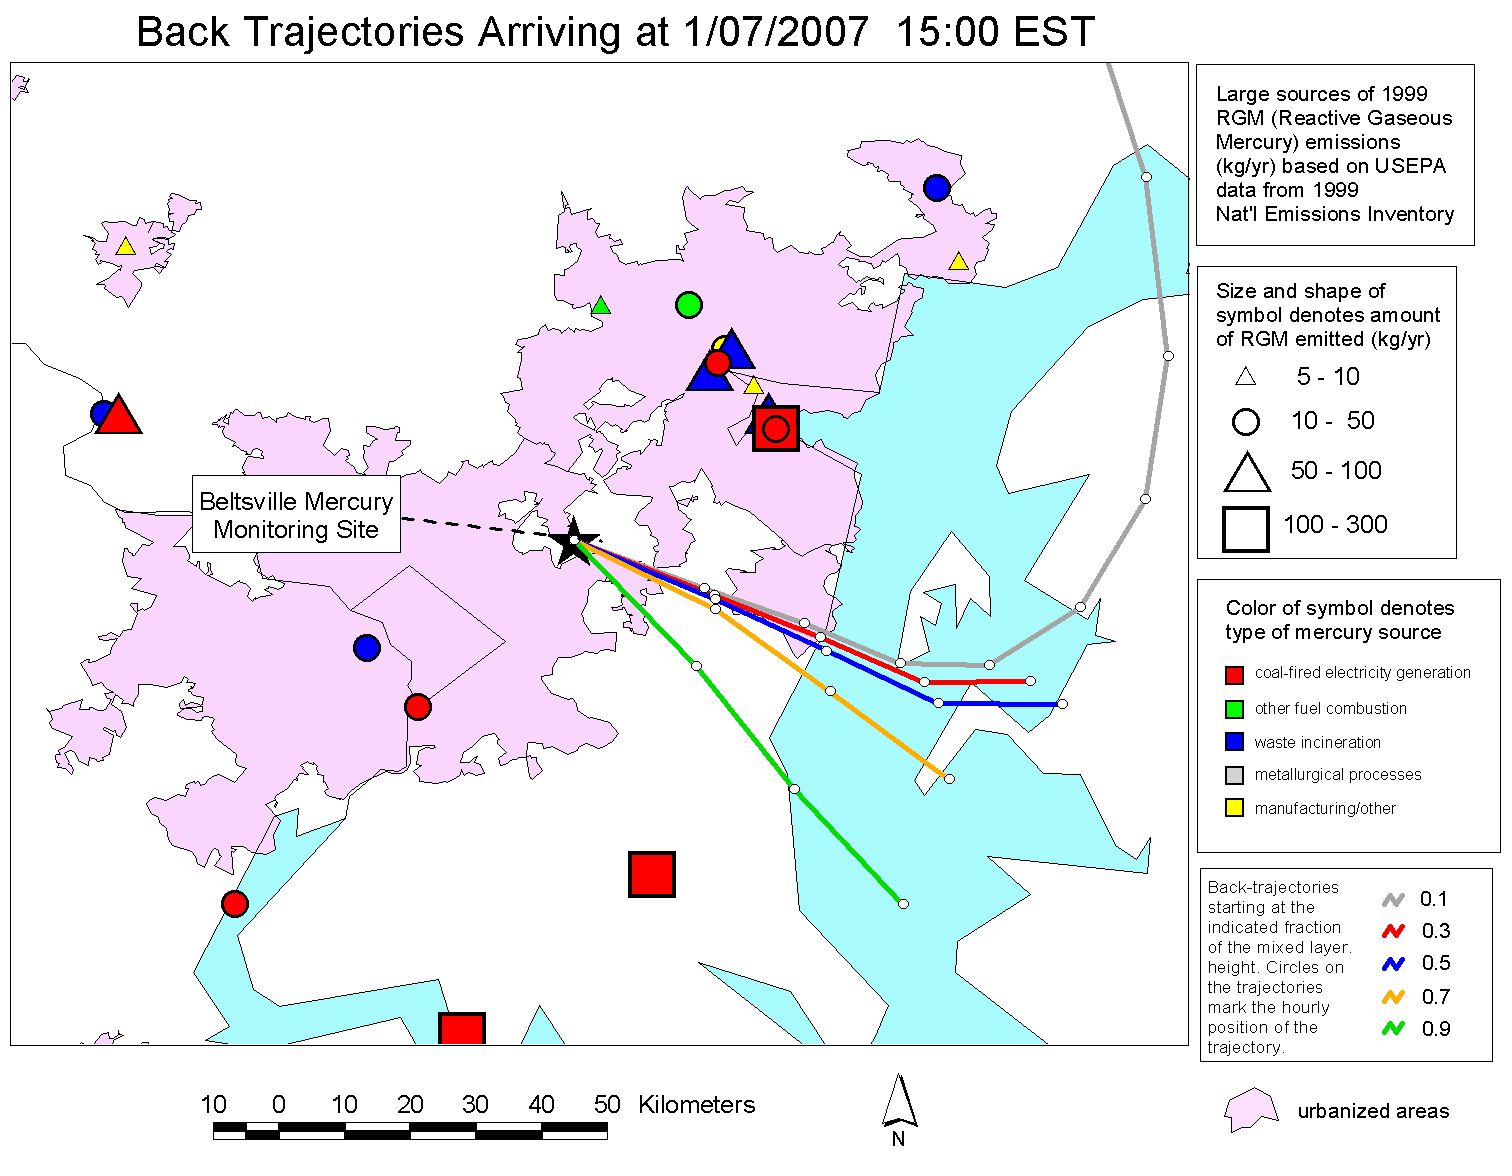 Back Trajectories Arriving at 1/07/2007  15:00 EST
Large sources of 1999
RGM (Reactive Gaseous
Mercury) emissions
(kg/yr) based on USEPA
data from 1999
Nat'l Emissions Inventory
Size and shape of
symbol denotes amount
of RGM emitted (kg/yr)
5 - 10
10 - 50
50 - 100
100 - 300
Beltsville Mercury
Monitoring Site
Color of symbol denotes
type of mercury source
coal-fired electricity generation
other fuel combustion
waste incineration
metallurgical processes
manufacturing/other
Back-trajectories
starting at the
indicated fraction
of the mixed layer.
height. Circles on
the trajectories
mark the hourly
position of the
trajectory.
0.1
0.3
0.5
0.7
0.9
10 0 10 20 30 40 50 Kilometers
N
urbanized areas